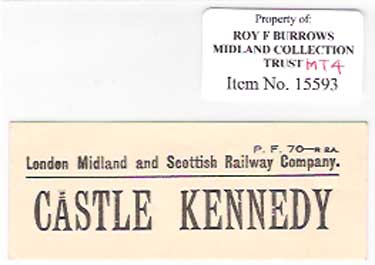 Property of:
ROY F BURROWS
MIDLAND COLLECTION
TRUST MT4
Item No. 15593
P. F. 70—R 2A.
London Midland and Scottish Railway Company.
CASTLE KENNEDY